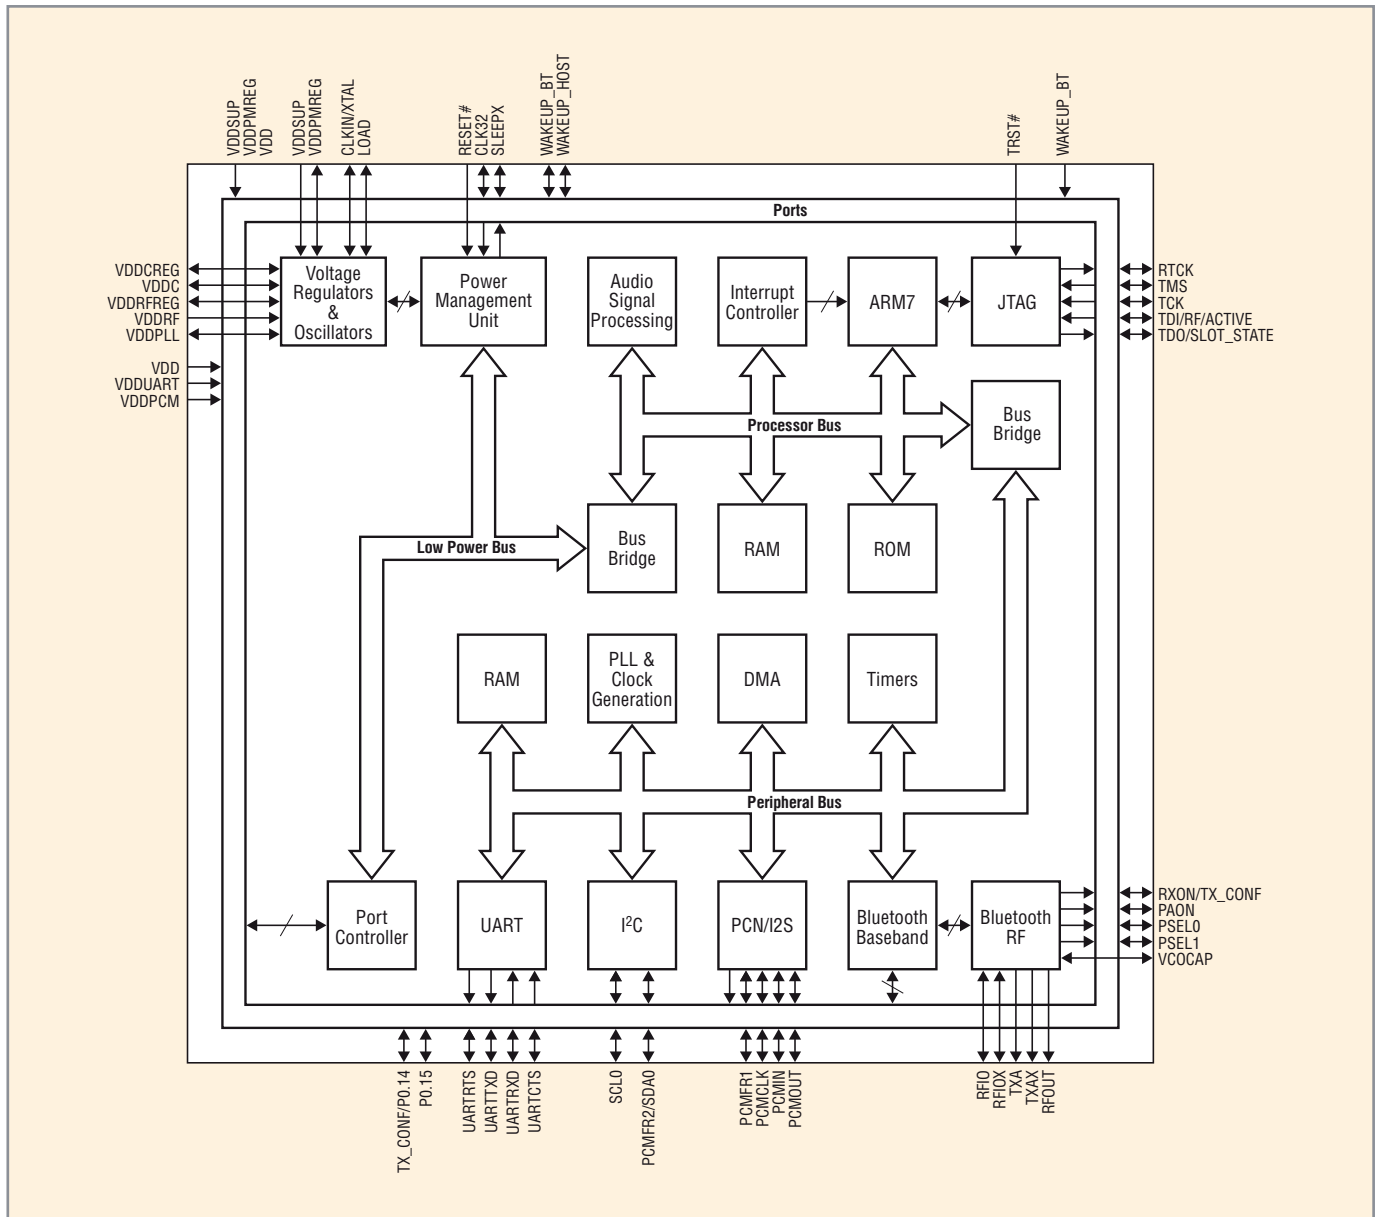 VDDSUP
VDDPMREG
VDD
VDDSUP
VDDPMREG
CLKIN/XTAL
LOAD
RESET#
CLK32
SLEEPX
WAKEUP_BT
WAKEUP_HOST
TRST#
WAKEUP_BT
Ports
VDDCREG
VDDC
VDDRFREG
VDDRF
VDDPLL
VDD
VDDUART
VDDPCM
Voltage
Regulators
&
Oscillators
Power
Management
Unit
Audio
Signal
Processing
Interrupt
Controller
ARM7
JTAG
RTCK
TMS
TCK
TDI/RF/ACTIVE
TDO/SLOT_STATE
Processor Bus
Bus
Bridge
Low Power Bus
Bus
Bridge
RAM
ROM
RAM
PLL &
Clock
Generation
DMA
Timers
Peripheral Bus
Port
Controller
UART
I²C
PCN/I2S
Bluetooth
Baseband
Bluetooth
RF
RXON/TX_CONF
PAON
PSEL0
PSEL1
VCOCAP
TX_CONF/P0.14
P0.15
UARTRTS
UARTTXD
UARTRXD
UARTCTS
SCL0
PCMFR2/SDA0
PCMFR1
PCMCLK
PCMIN
PCMOUT
RFIO
RFIOX
TXA
TXAX
RFOUT